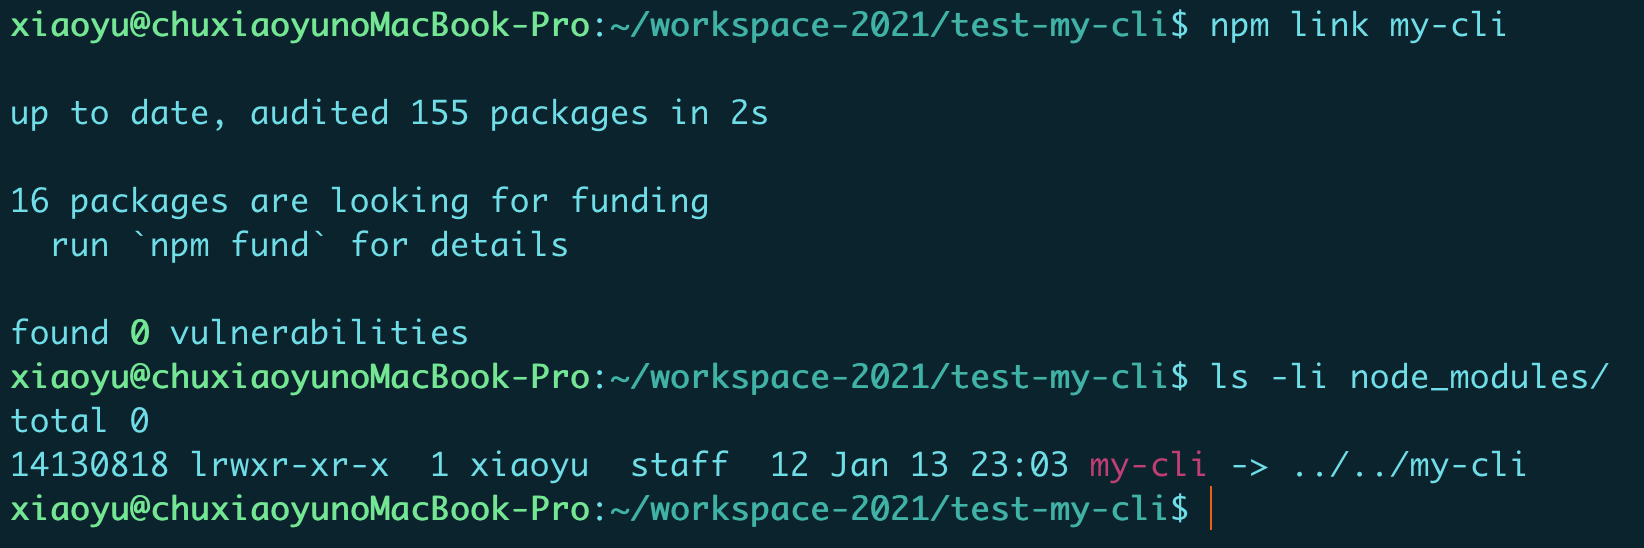 xiaoyu@chuxiaoyunoMacBook-Pro:~/workspace-2021/test-my-cli$ npm link my-cli
up to date, audited 155 packages in 2s
16 packages are looking for funding
  run `npm fund` for details
found 0 vulnerabilities
xiaoyu@chuxiaoyunoMacBook-Pro:~/workspace-2021/test-my-cli$ ls -li node_modules/
total 0
14130818 lrwxr-xr-x  1 xiaoyu  staff  12 Jan 13 23:03 my-cli -> ../../my-cli
xiaoyu@chuxiaoyunoMacBook-Pro:~/workspace-2021/test-my-cli$